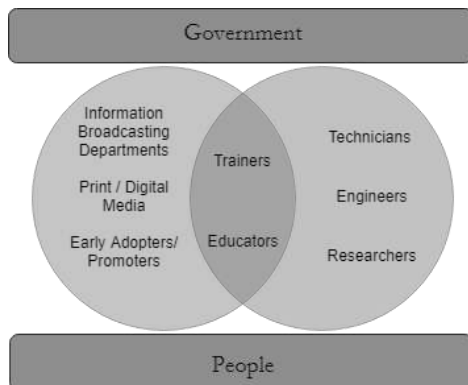 Government
Information
Broadcasting
Departments
Print / Digital
Media
Early Adopters/
Promoters
Trainers
Educators
Technicians
Engineers
Researchers
People